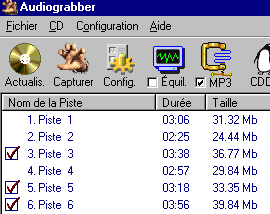 Audiograbber
Fichier CD Configuration Aide
Actualis. Capturer Config. Équil. MP3 CDD
Nom de la Piste Durée Taille
1. Piste 1 03:06 31.32 Mb
2. Piste 2 02:25 24.44 Mb
3. Piste 3 03:38 36.77 Mb
4. Piste 4 02:57 29.84 Mb
5. Piste 5 03:18 33.35 Mb
6. Piste 6 03:56 39.84 Mb